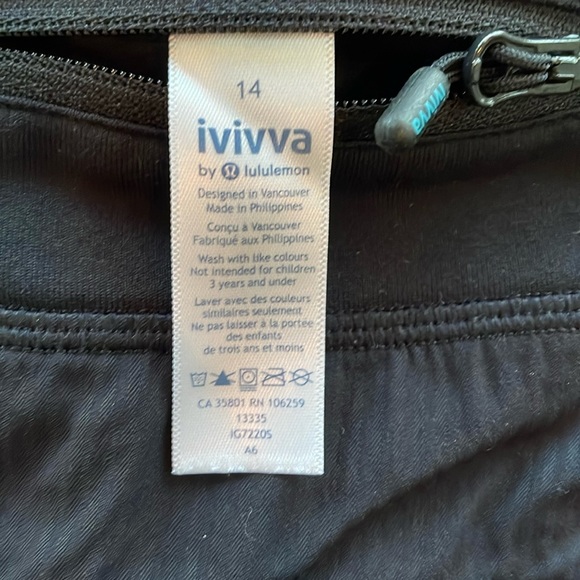 14
ivivva
by lululemon
Designed in Vancouver
Made in Philippines
Conçu à Vancouver
Fabriqué aux Philippines
Wash with like colours
Not intended for children
3 years and under
Laver avec des couleurs
similaires seulement
Ne pas laisser à la portée
des enfants
de trois ans et moins
CA 35801 RN 106259
13335
IG7220S
A6
ivivva